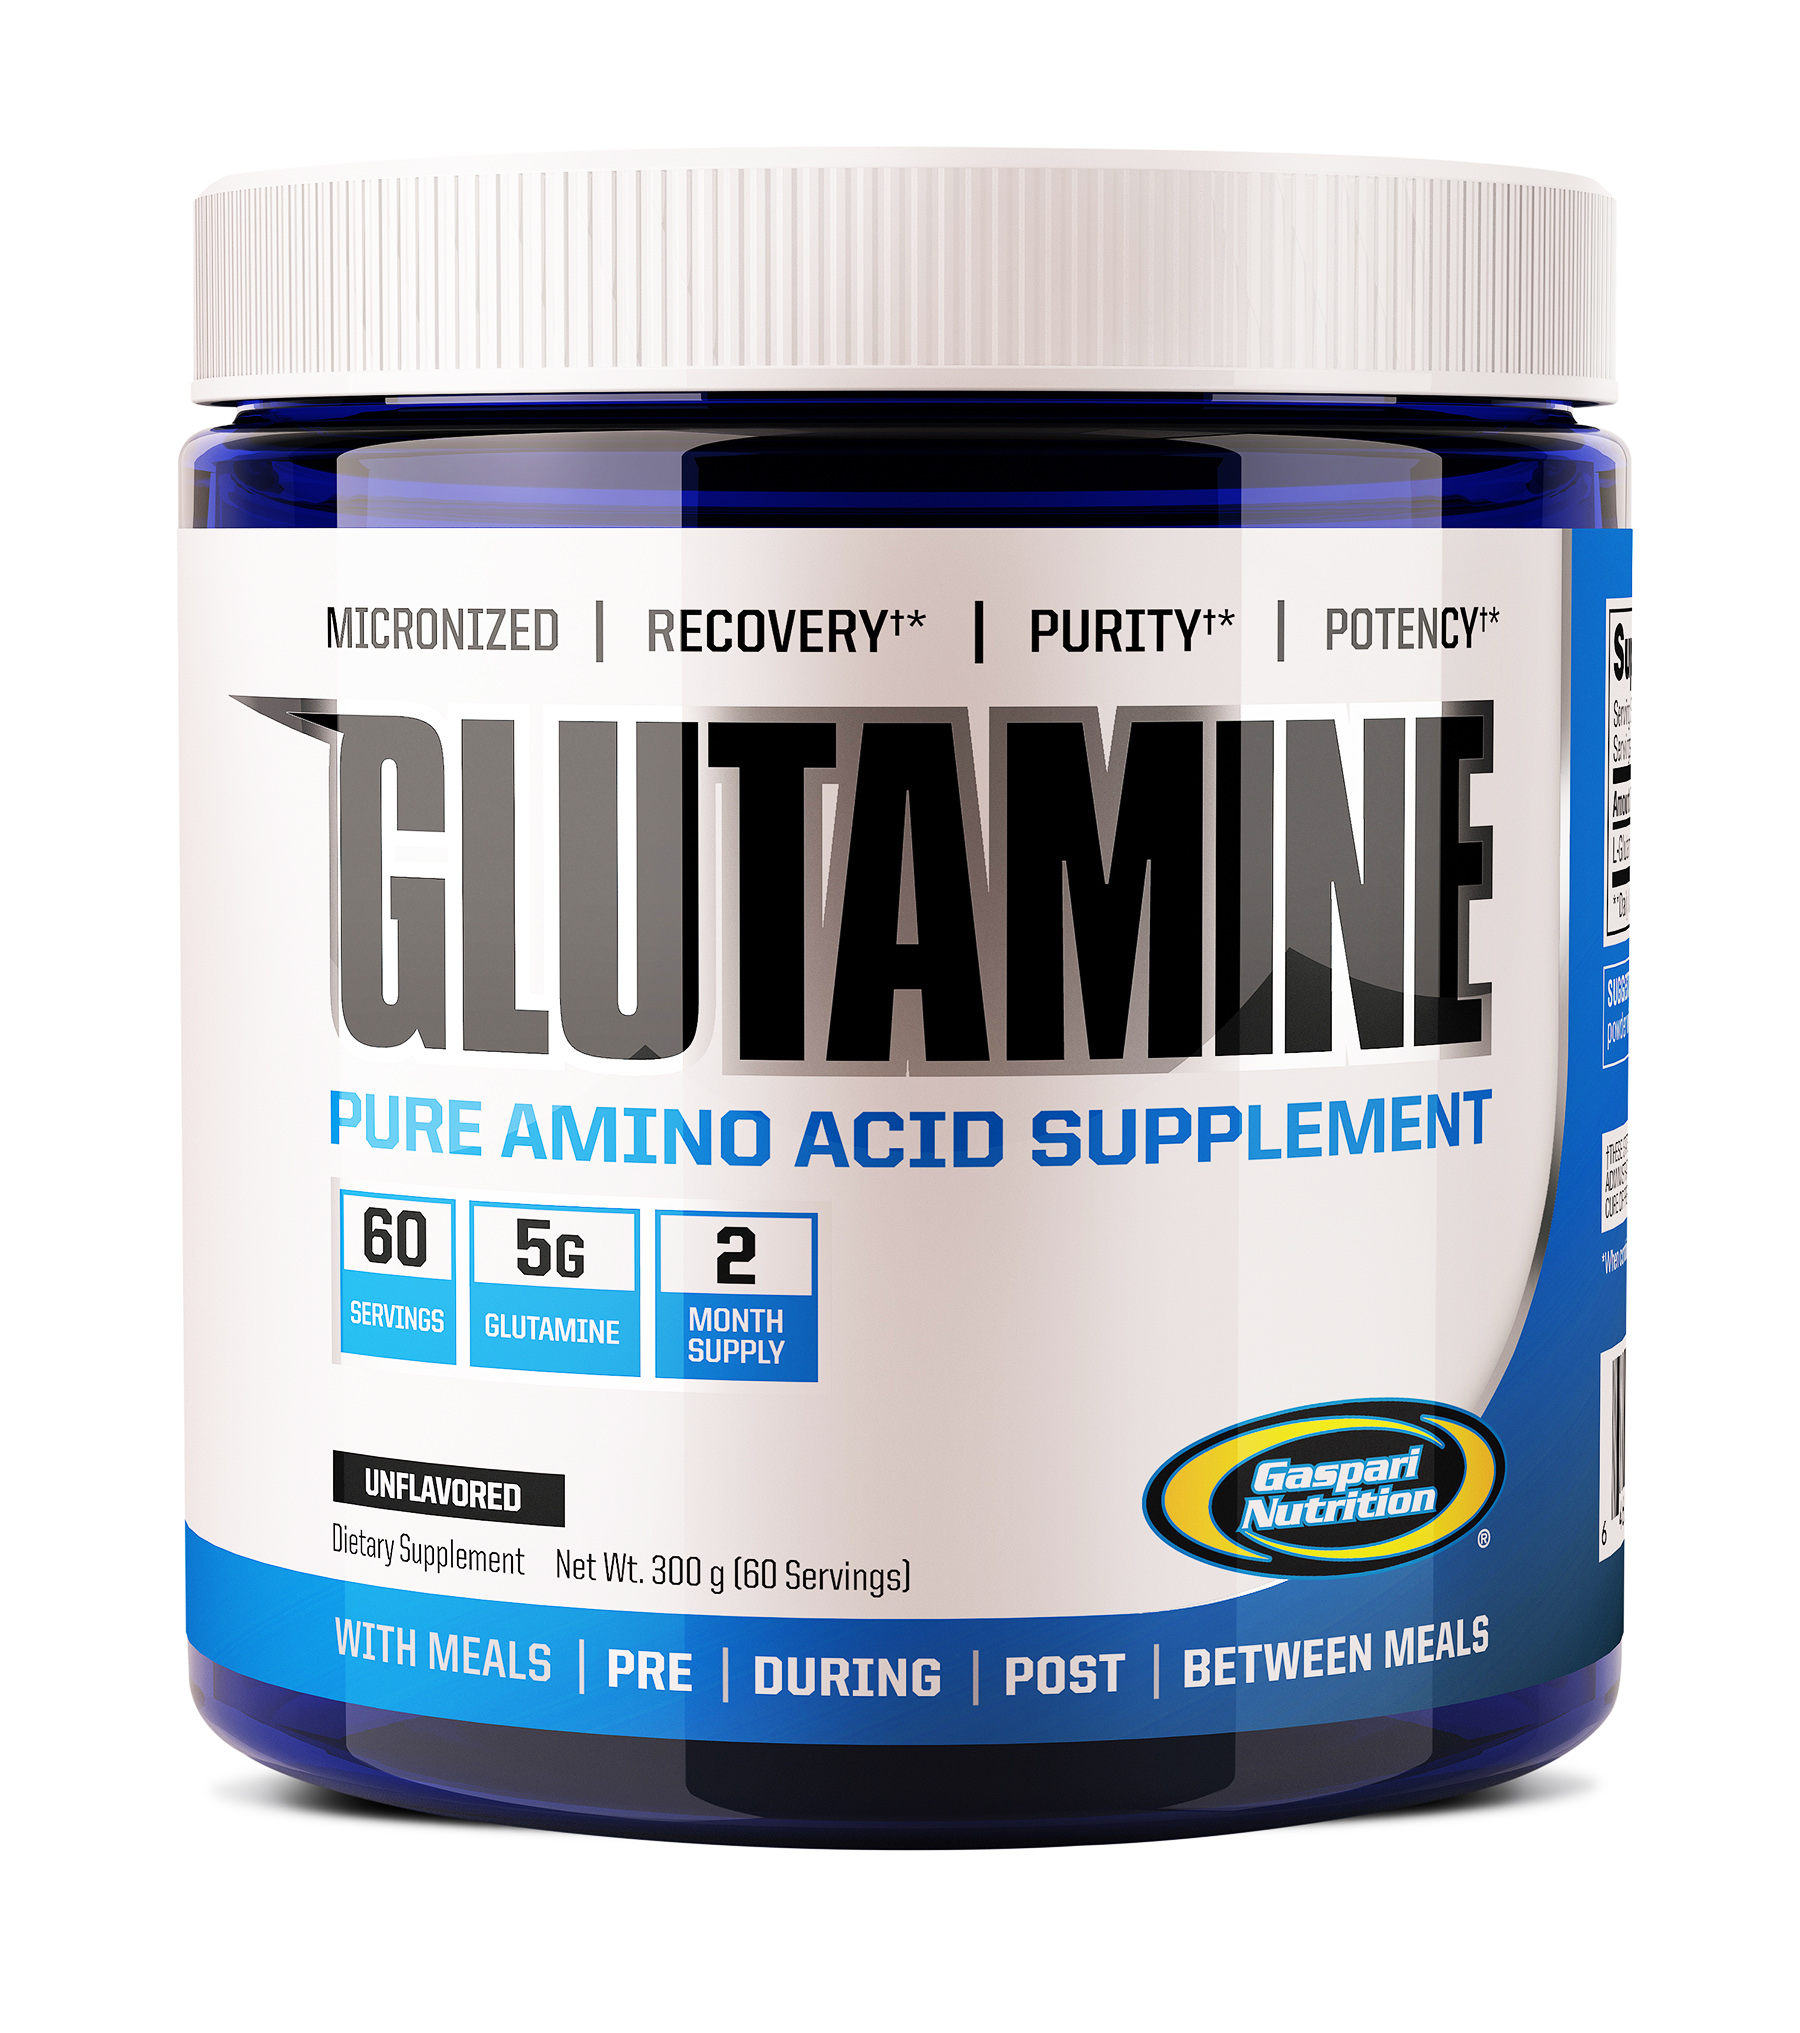 MICRONIZED | RECOVERY†* | PURITY†* | POTENCY†*
GLUTAMINE
PURE AMINO ACID SUPPLEMENT
60
SERVINGS
5G
GLUTAMINE
2
MONTH
SUPPLY
UNFLAVORED
Dietary Supplement Net Wt. 300 g (60 Servings)
Gaspari
Nutrition
®
WITH MEALS | PRE | DURING | POST | BETWEEN MEALS
6